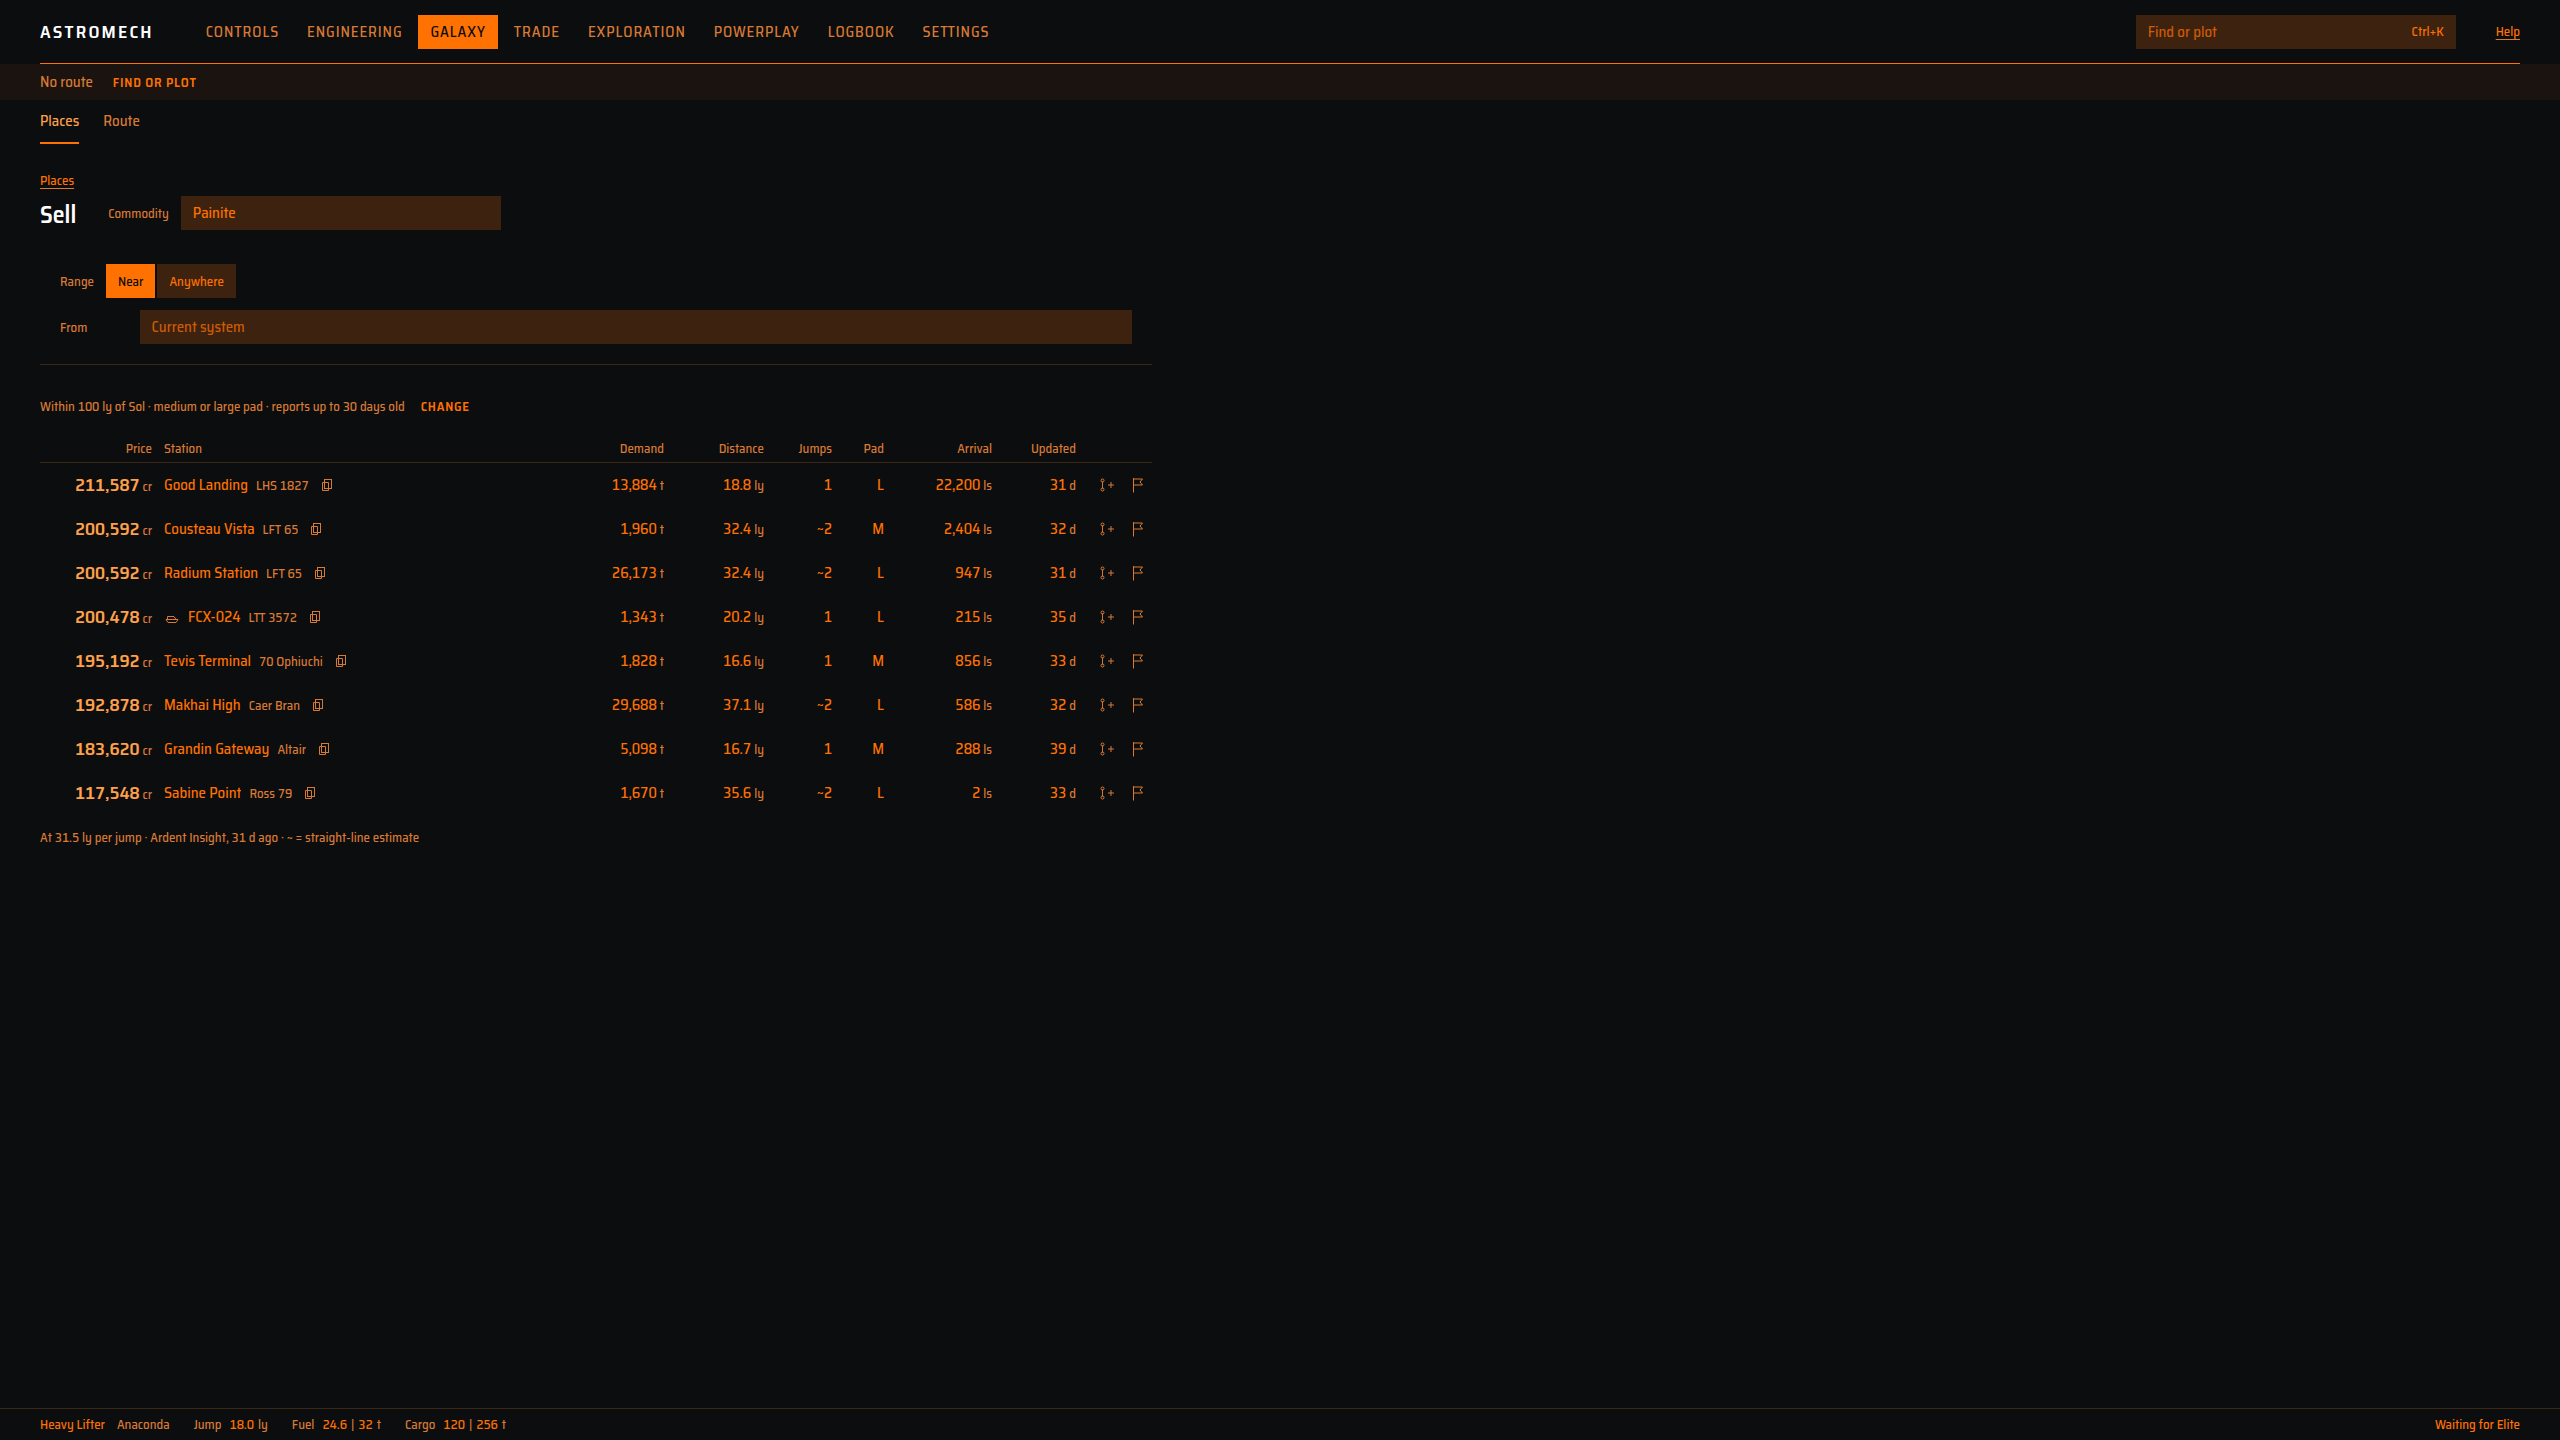 ASTROMECH CONTROLS ENGINEERING GALAXY TRADE EXPLORATION POWERPLAY LOGBOOK SETTINGS Find or plot Ctrl+K Help
No route FIND OR PLOT
Places Route
Places
Sell Commodity Painite
Range Near Anywhere
From Current system
Within 100 ly of Sol · medium or large pad · reports up to 30 days old CHANGE
Price Station Demand Distance Jumps Pad Arrival Updated
211,587 cr Good Landing LHS 1827 13,884 t 18.8 ly 1 L 22,200 ls 31 d
200,592 cr Cousteau Vista LFT 65 1,960 t 32.4 ly ~2 M 2,404 ls 32 d
200,592 cr Radium Station LFT 65 26,173 t 32.4 ly ~2 L 947 ls 31 d
200,478 cr FCX-024 LTT 3572 1,343 t 20.2 ly 1 L 215 ls 35 d
195,192 cr Tevis Terminal 70 Ophiuchi 1,828 t 16.6 ly 1 M 856 ls 33 d
192,878 cr Makhai High Caer Bran 29,688 t 37.1 ly ~2 L 586 ls 32 d
183,620 cr Grandin Gateway Altair 5,098 t 16.7 ly 1 M 288 ls 39 d
117,548 cr Sabine Point Ross 79 1,670 t 35.6 ly ~2 L 2 ls 33 d
At 31.5 ly per jump · Ardent Insight, 31 d ago · ~ = straight-line estimate
Heavy Lifter Anaconda Jump 18.0 ly Fuel 24.6 | 32 t Cargo 120 | 256 t Waiting for Elite